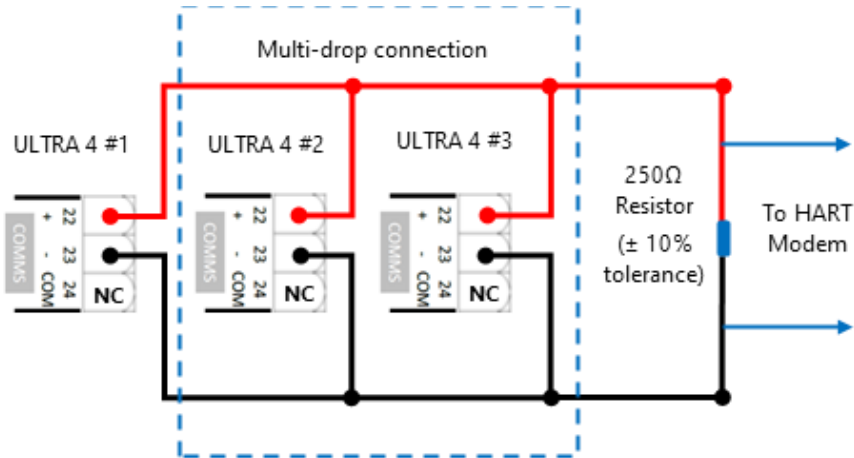 Multi-drop connection
ULTRA 4 #1
ULTRA 4 #2
ULTRA 4 #3
250Ω
Resistor
(± 10%
tolerance)
To HART
Modem
COMMS
+ 22
- 23
COM 24
NC
COMMS
+ 22
- 23
COM 24
NC
COMMS
+ 22
- 23
COM 24
NC